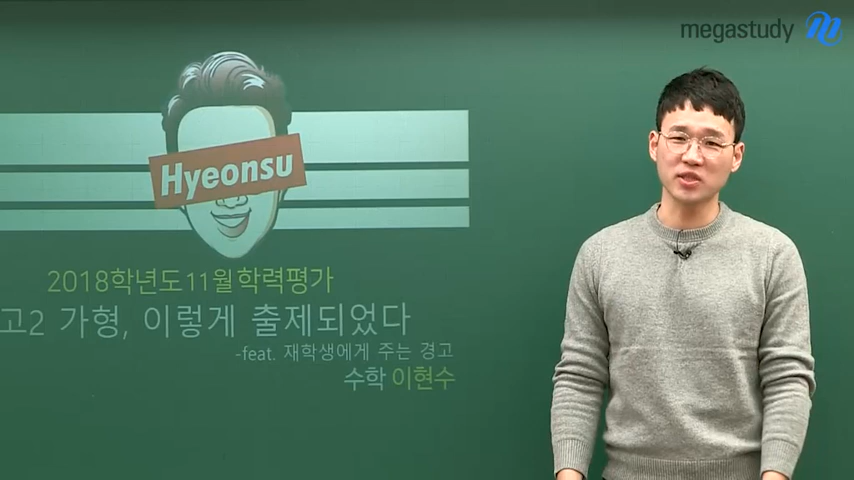 megastudy
Hyeonsu
2018학년도 11월 학력평가
고2 가형, 이렇게 출제되었다
-feat. 재학생에게 주는 경고
수학 이현수